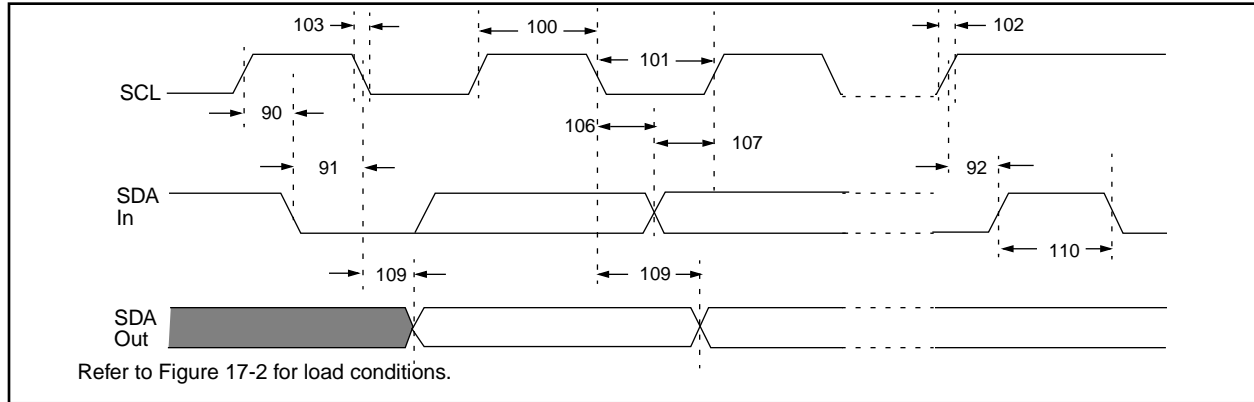 103
100
102
101
SCL
90
106
107
91
92
SDA
In
109
109
110
SDA
Out
Refer to Figure 17-2 for load conditions.